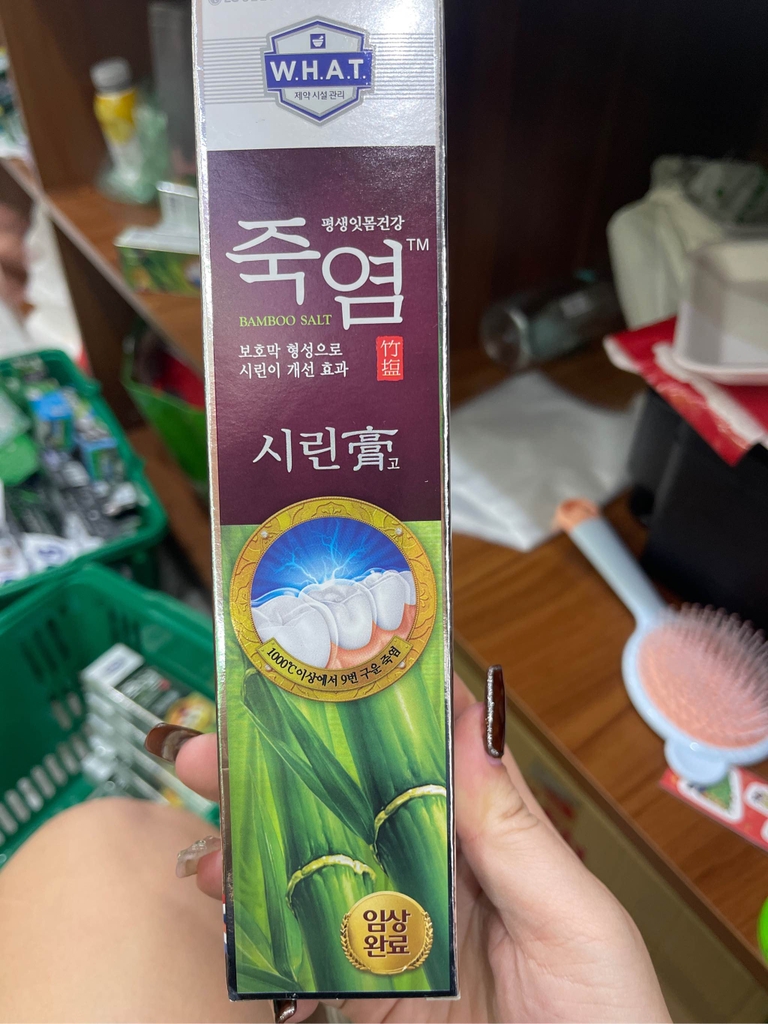 W.H.A.T.
제약 시설 관리
평생잇몸건강
죽염™
BAMBOO SALT
보호막 형성으로
시린이 개선 효과
竹
塩
시린膏고
1000℃이상에서 9번 구운 죽염
임상
완료